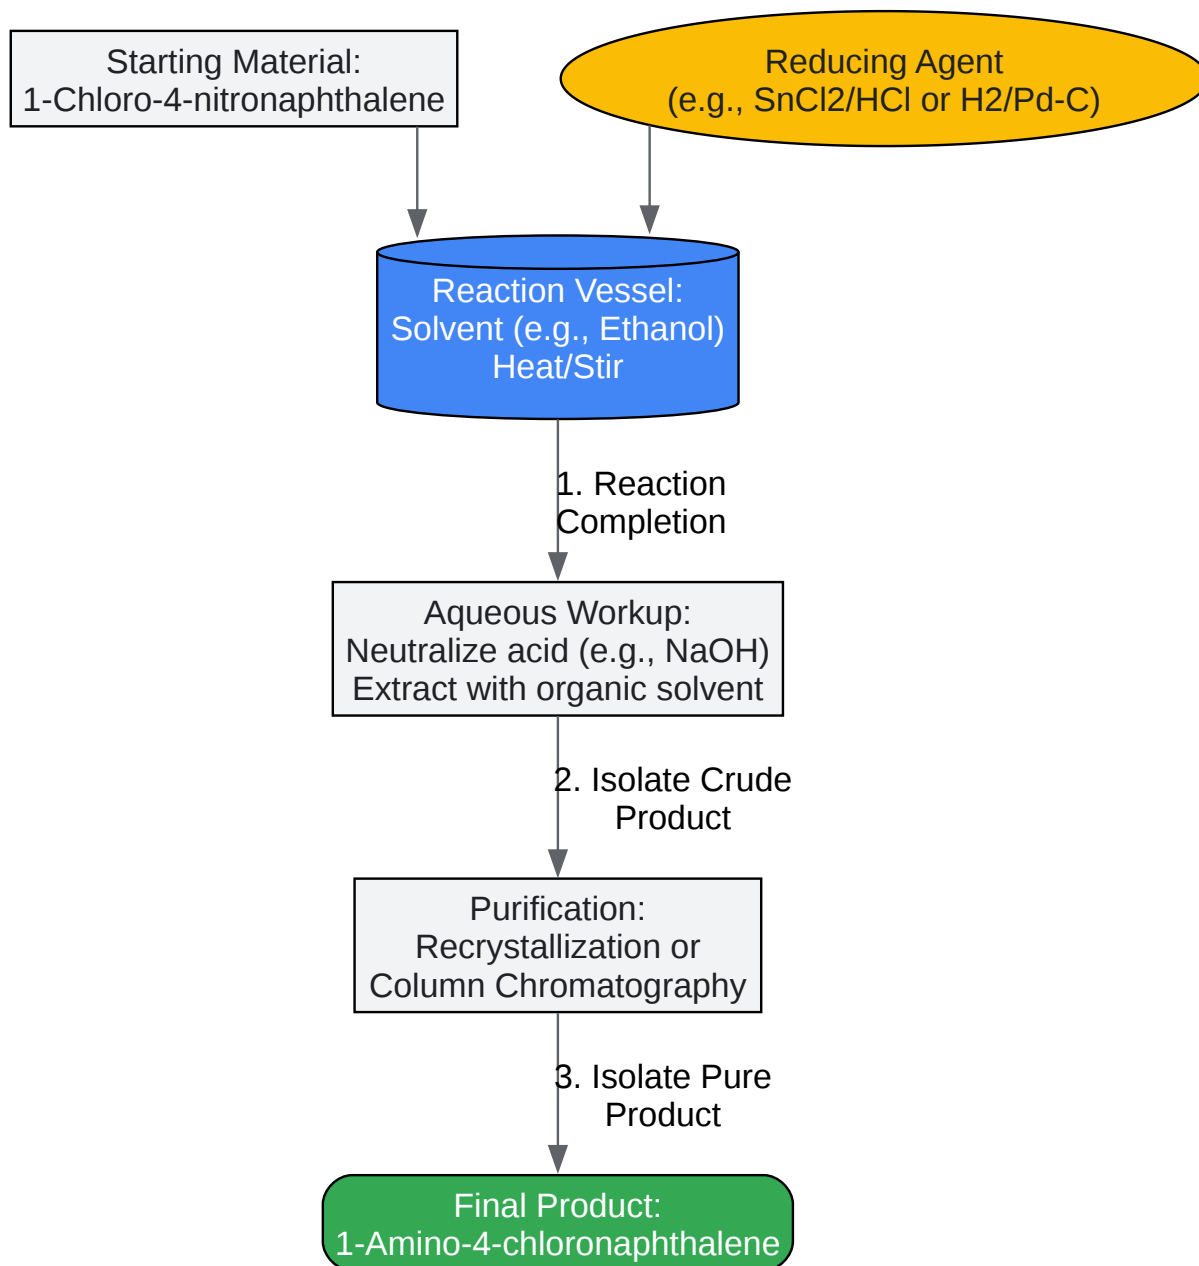 Starting Material:
1-Chloro-4-nitronaphthalene
Reducing Agent
(e.g., SnCl2/HCl or H2/Pd-C)
Reaction Vessel:
Solvent (e.g., Ethanol)
Heat/Stir
1. Reaction
Completion
Aqueous Workup:
Neutralize acid (e.g., NaOH)
Extract with organic solvent
2. Isolate Crude
Product
Purification:
Recrystallization or
Column Chromatography
3. Isolate Pure
Product
Final Product:
1-Amino-4-chloronaphthalene